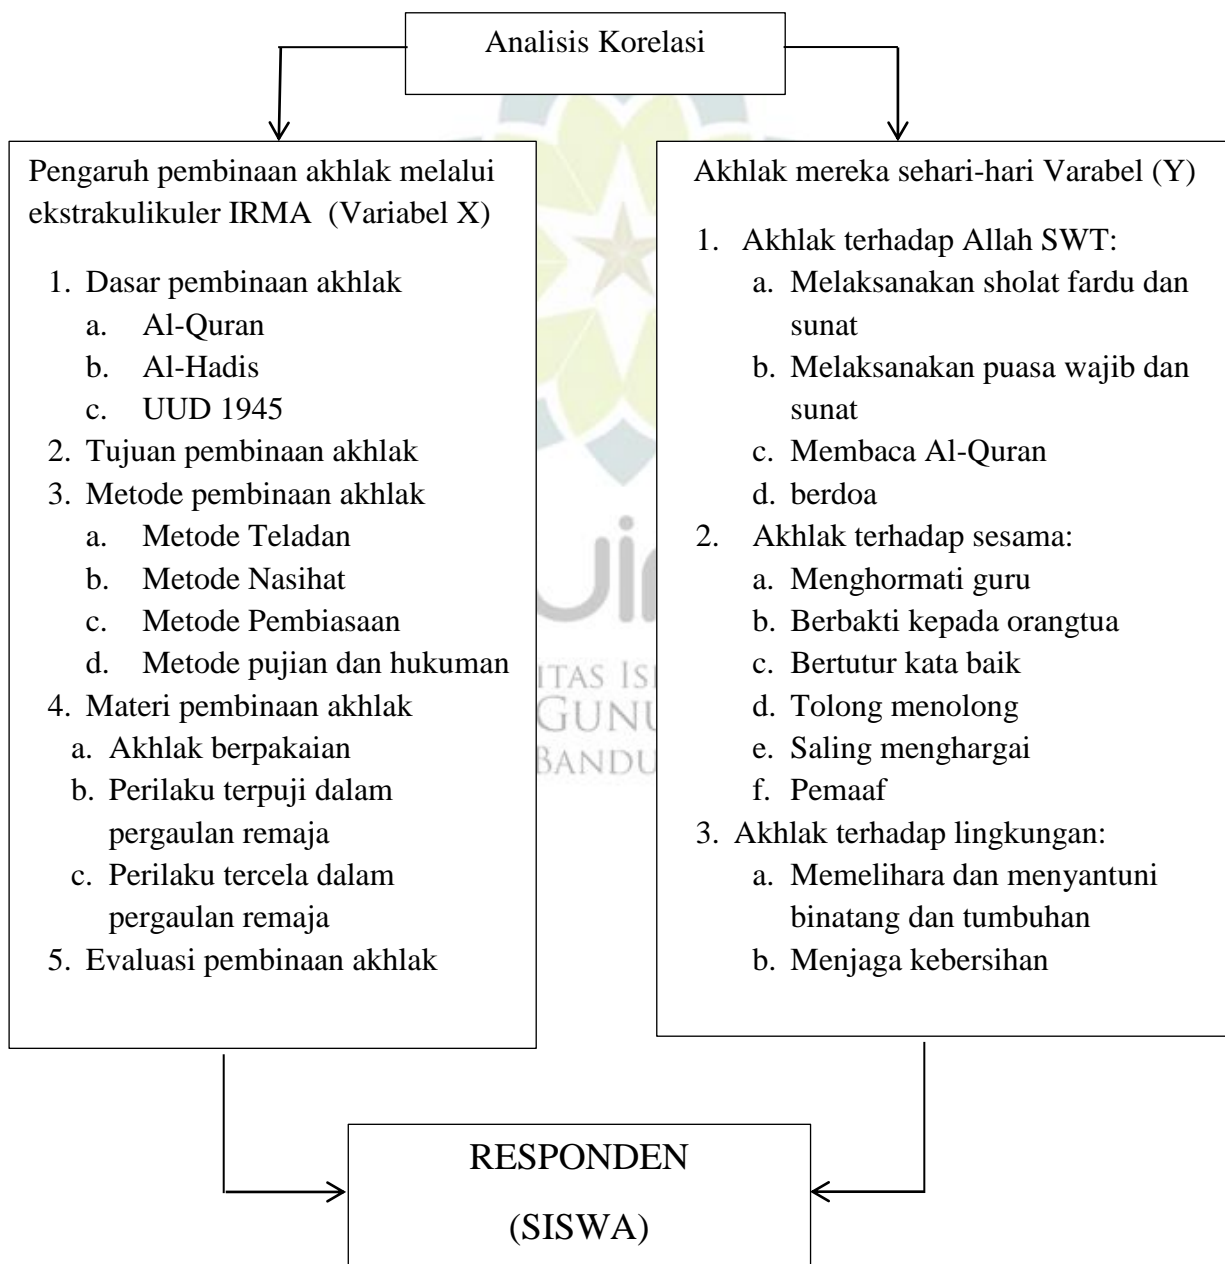 Analisis Korelasi
Pengaruh pembinaan akhlak melalui
ekstrakulikuler IRMA (Variabel X)
1. Dasar pembinaan akhlak
a. Al-Quran
b. Al-Hadis
c. UUD 1945
2. Tujuan pembinaan akhlak
3. Metode pembinaan akhlak
a. Metode Teladan
b. Metode Nasihat
c. Metode Pembiasaan
d. Metode pujian dan hukuman
4. Materi pembinaan akhlak
a. Akhlak berpakaian
b. Perilaku terpuji dalam
pergaulan remaja
c. Perilaku tercela dalam
pergaulan remaja
5. Evaluasi pembinaan akhlak
Akhlak mereka sehari-hari Varabel (Y)
1. Akhlak terhadap Allah SWT:
a. Melaksanakan sholat fardu dan
sunat
b. Melaksanakan puasa wajib dan
sunat
c. Membaca Al-Quran
d. berdoa
2. Akhlak terhadap sesama:
a. Menghormati guru
b. Berbakti kepada orangtua
c. Bertutur kata baik
d. Tolong menolong
e. Saling menghargai
f. Pemaaf
3. Akhlak terhadap lingkungan:
a. Memelihara dan menyantuni
binatang dan tumbuhan
b. Menjaga kebersihan
ITAS ISI
GUNU
BANDU
RESPONDEN
(SISWA)